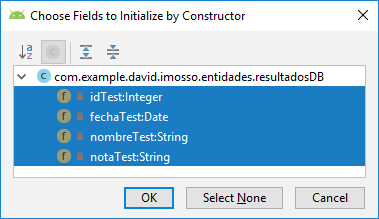 Choose Fields to Initialize by Constructor
com.example.david.imosso.entidades.resultadosDB
idTest:Integer
fechaTest:Date
nombreTest:String
notaTest:String
OK
Select None
Cancel